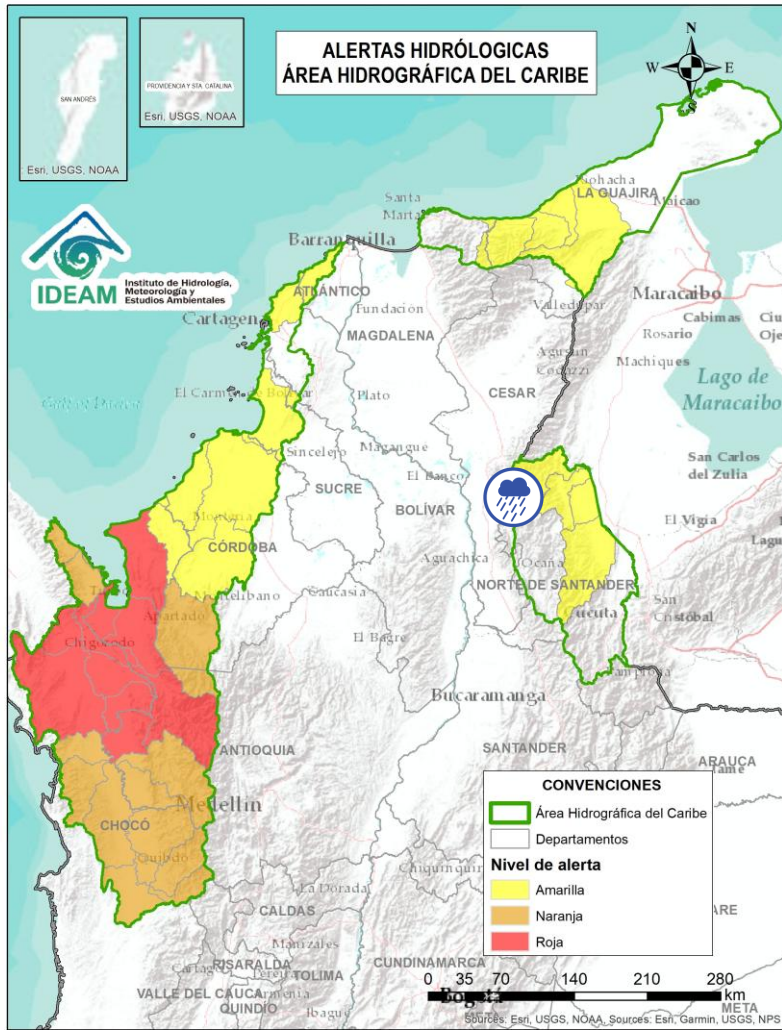 ALERTAS HIDRÓLOGICAS
ÁREA HIDROGRÁFICA DEL CARIBE
N
W
E
S
SAN ANDRÉS
PROVIDENCIA Y STA. CATALINA
Esri, USGS, NOAA
Esri, USGS, NOAA
IDEAM
Instituto de Hidrología,
Meteorología y
Estudios Ambientales
Santa
Marta
LA GUAJIRA
Maicao
Barranquilla
ATLÁNTICO
Cartagena
Fundación
Valledupar
Maracaibo
Cabimas
MAGDALENA
Rosario
Agustín
Codazzi
Machiques
CESAR
Lago de
Maracaibo
El Carmen de Bolívar
Plato
Sincelejo
Magangue
San Carlos
del Zulia
SUCRE
El Banco
BOLÍVAR
El Vigía
Montería
CÓRDOBA
Aguachica
Ocaña
NORTE DE SANTANDER
Caucasia
Apartado
San
Cristóbal
Chigorodo
El Bagre
Bucaramanga
ANTIOQUIA
SANTANDER
ARAUCA
Medellín
CHOCÓ
Quibdo
La Dorada
CALDAS
Manizales
CUNDINAMARCA
RISARALDA
TOLIMA
VALLE DEL CAUCA
QUINDÍO
Ibague
Bogotá
META
CONVENCIONES
Área Hidrográfica del Caribe
Departamentos
Nivel de alerta
Amarilla
Naranja
Roja
0 35 70 140 210 280
km
Sources: Esri, USGS, NOAA, Sources: Esri, Garmin, USGS, NPS